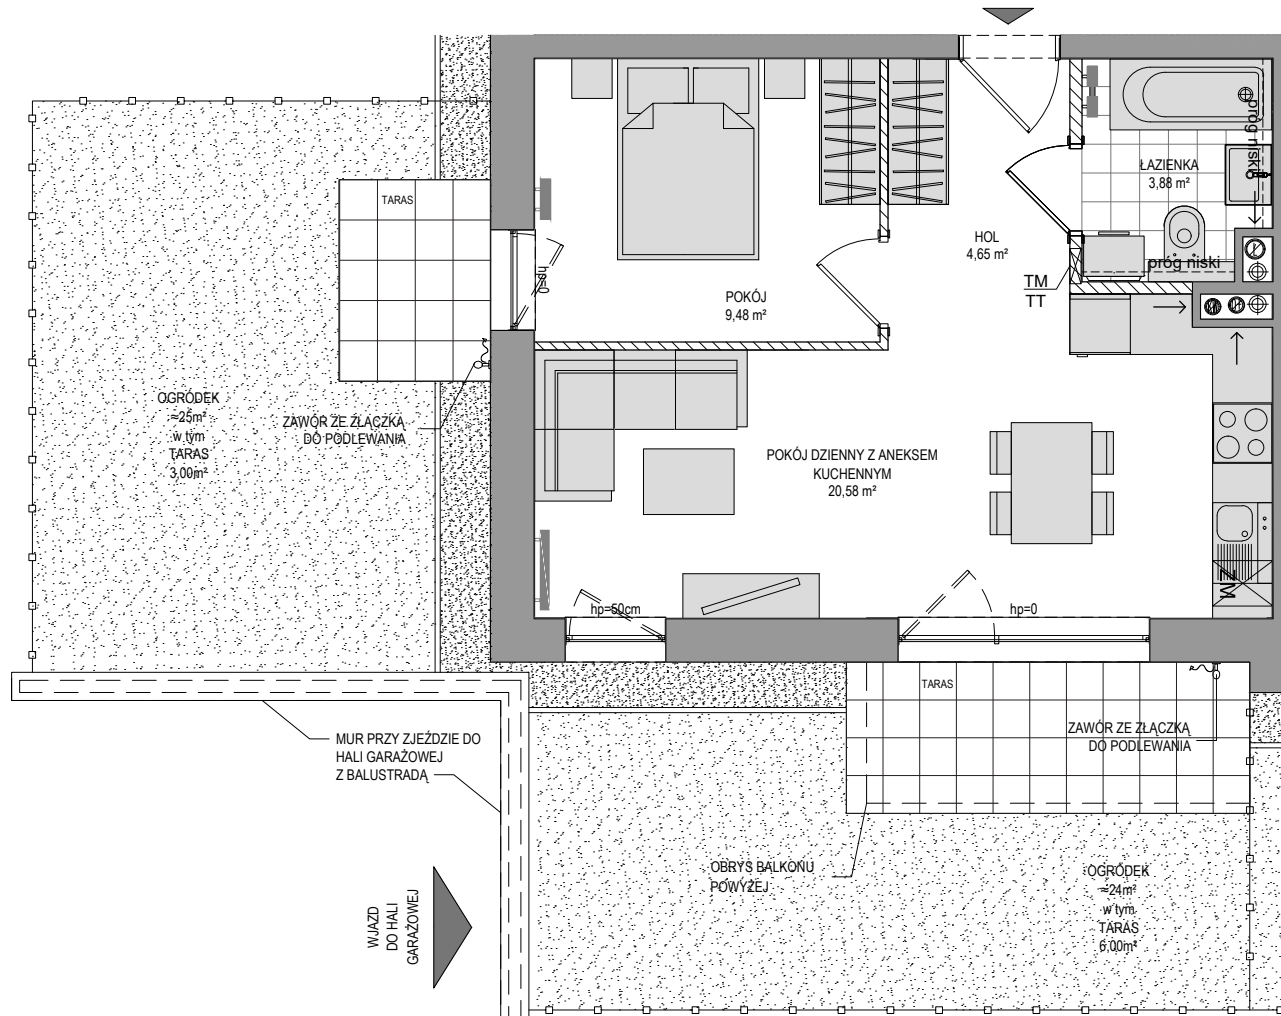 TARAS
próg niski
ŁAZIENKA
3,88 m²
HOL
4,65 m²
próg niski
hp=0
TM
TT
POKÓJ
9,48 m²
OGRÓDEK
≈25m²
w tym
TARAS
3,00m²
ZAWÓR ZE ZŁĄCZKĄ
DO PODLEWANIA
POKÓJ DZIENNY Z ANEKSEM
KUCHENNYM
20,58 m²
ZM
hp=50cm
hp=0
TARAS
ZAWÓR ZE ZŁĄCZKĄ
DO PODLEWANIA
MUR PRZY ZJEŹDZIE DO
HALI GARAŻOWEJ
Z BALUSTRADĄ
OBRYS BALKONU
POWYŻEJ
OGRÓDEK
≈24m²
w tym
TARAS
6,00m²
WJAZD
DO HALI
GARAŻOWEJ